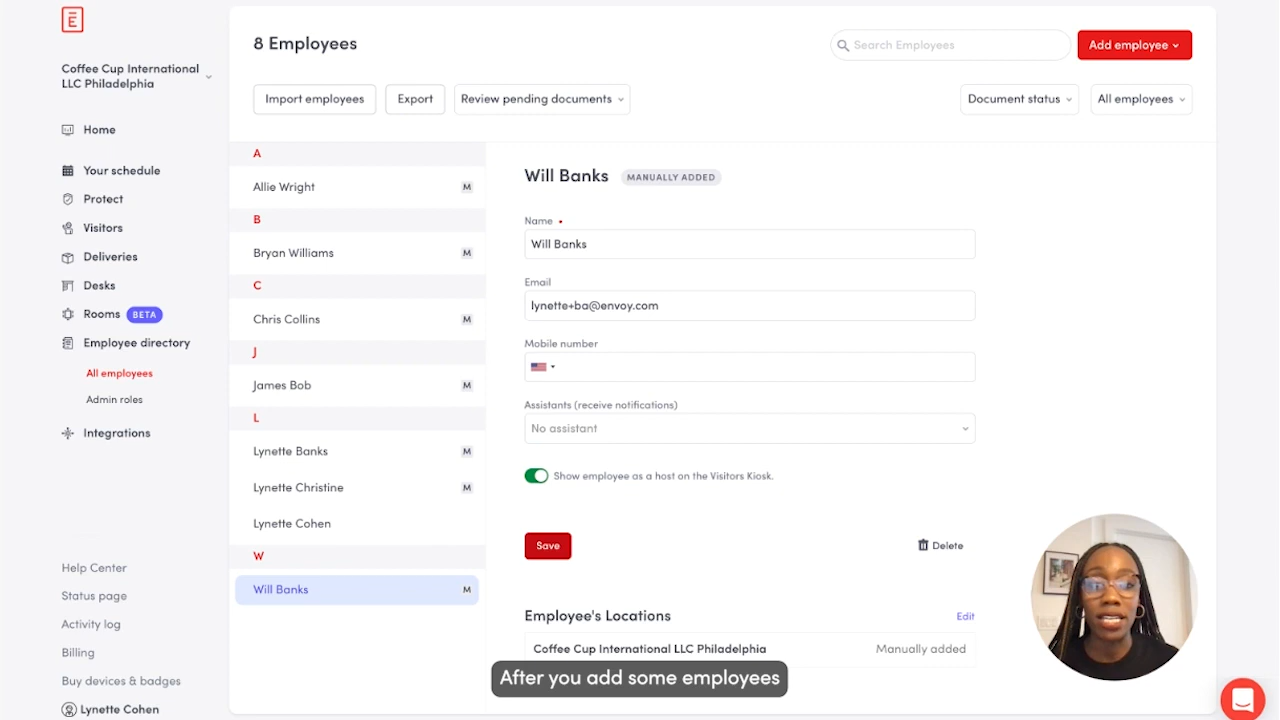 Ē
Coffee Cup International
LLC Philadelphia
Home
Your schedule
Protect
Visitors
Deliveries
Desks
Rooms BETA
Employee directory
All employees
Admin roles
Integrations
Help Center
Status page
Activity log
Billing
Buy devices & badges
Lynette Cohen
8 Employees
Search Employees
Add employee
Import employees
Export
Review pending documents
Document status
All employees
A
Allie Wright M
B
Bryan Williams M
C
Chris Collins M
J
James Bob M
L
Lynette Banks M
Lynette Christine M
Lynette Cohen
W
Will Banks M
Will Banks MANUALLY ADDED
Name
Will Banks
Email
lynette+ba@envoy.com
Mobile number
Assistants (receive notifications)
No assistant
Show employee as a host on the Visitors Kiosk.
Save
Delete
Employee's Locations Edit
Coffee Cup International LLC Philadelphia Manually added
After you add some employees